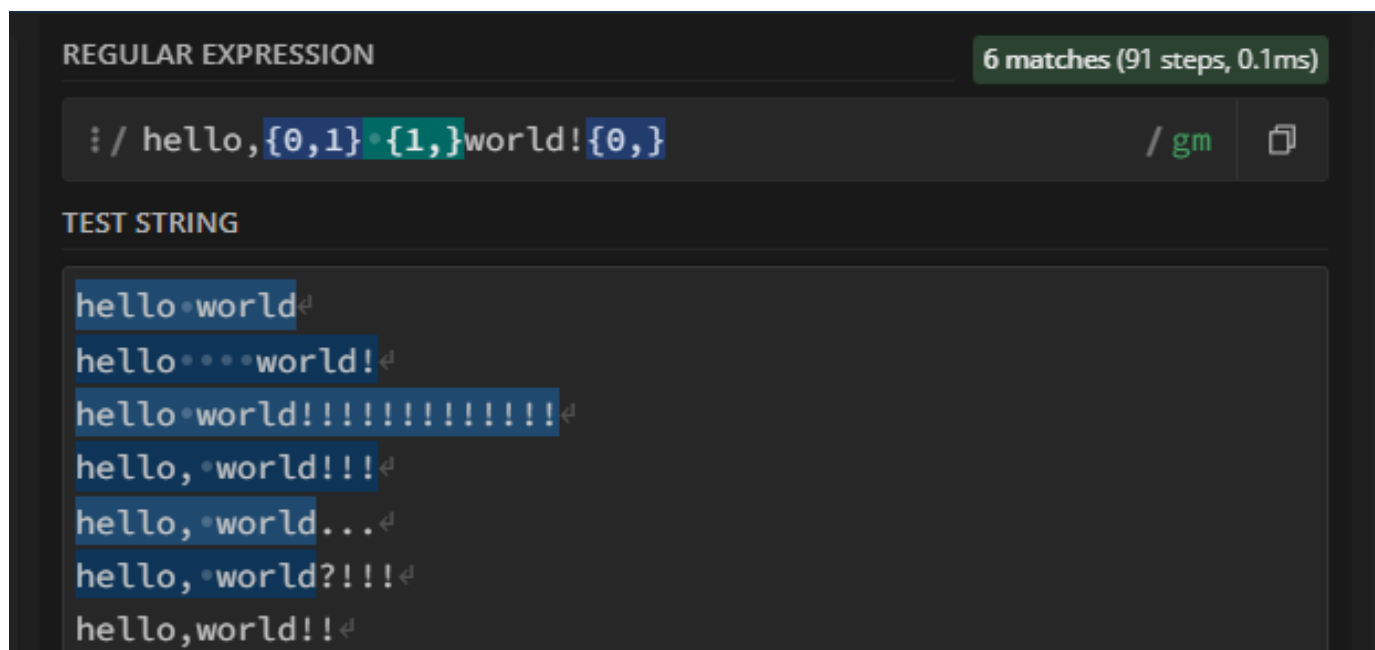 REGULAR EXPRESSION
6 matches (91 steps, 0.1ms)
/ hello,{0,1} {1,}world!{0,} / gm
TEST STRING
hello world
hello    world!
hello world!!!!!!!!!!!!!
hello, world!!!
hello, world...
hello, world?!!!
hello,world!!